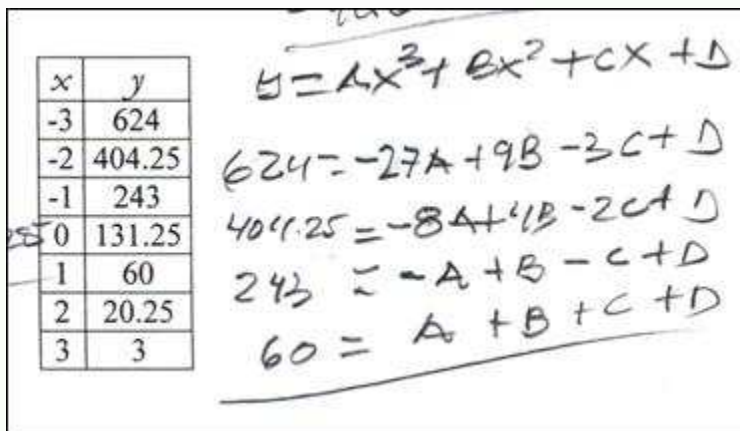 y = Ax³ + Bx² + Cx + D
x y
-3 624
-2 404.25
-1 243
0 131.25
1 60
2 20.25
3 3
624 = -27A + 9B - 3C + D
404.25 = -8A + 4B - 2C + D
243 = -A + B - C + D
60 = A + B + C + D